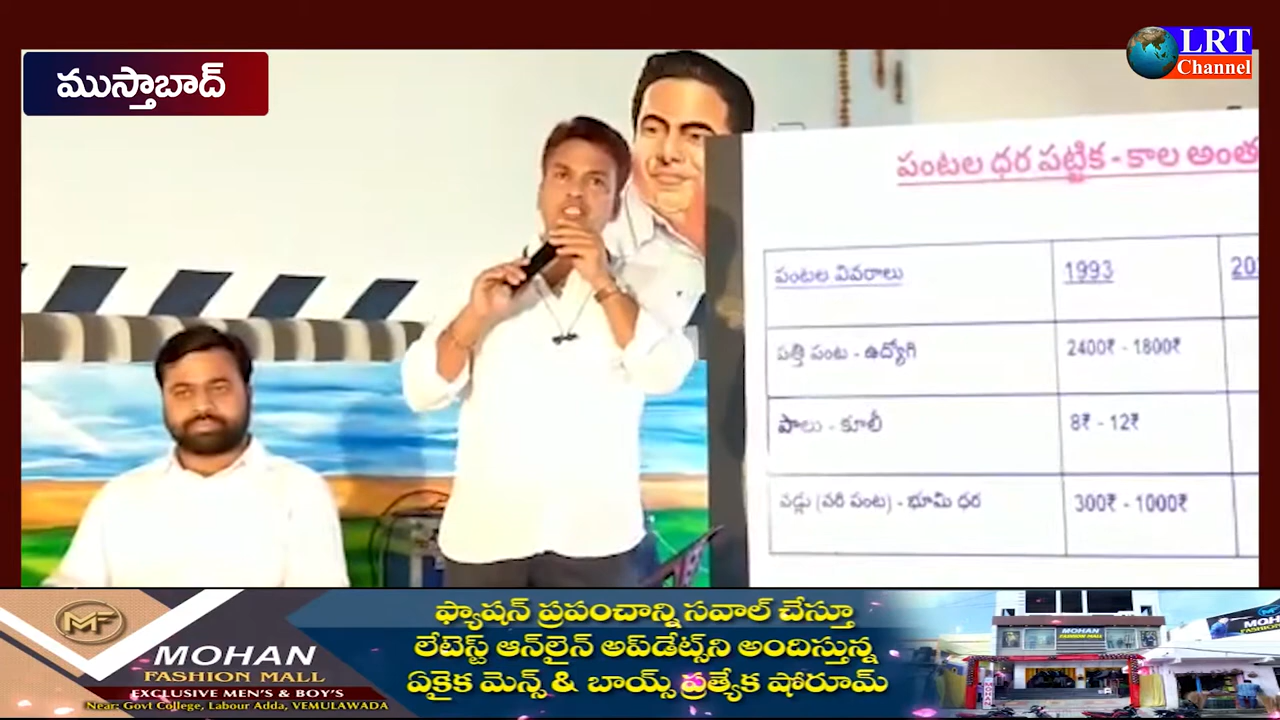 ముస్తాబాద్
LRT
Channel
పంటల ధర పట్టిక - కాల
పంటల వివరాలు 1993
పత్తి పంట - ఉద్యోగి 2400₹ - 1800₹
పాలు - కూలీ 8₹ - 12₹
వడ్లు (వరి పంట) - భూమి ధర 300₹ - 1000₹
MF
MOHAN
FASHION MALL
EXCLUSIVE MEN'S & BOY'S
Near: Govt College, Labour Adda, VEMULAWADA
ఫ్యాషన్ ప్రపంచాన్ని సవాల్ చేస్తూ
లేటెస్ట్ ఆన్‌లైన్ అప్‌డేట్స్‌ని అందిస్తున్న
ఏకైక మెన్స్ & బాయ్స్ ప్రత్యేక షోరూమ్
MOHAN
FASHION MALL